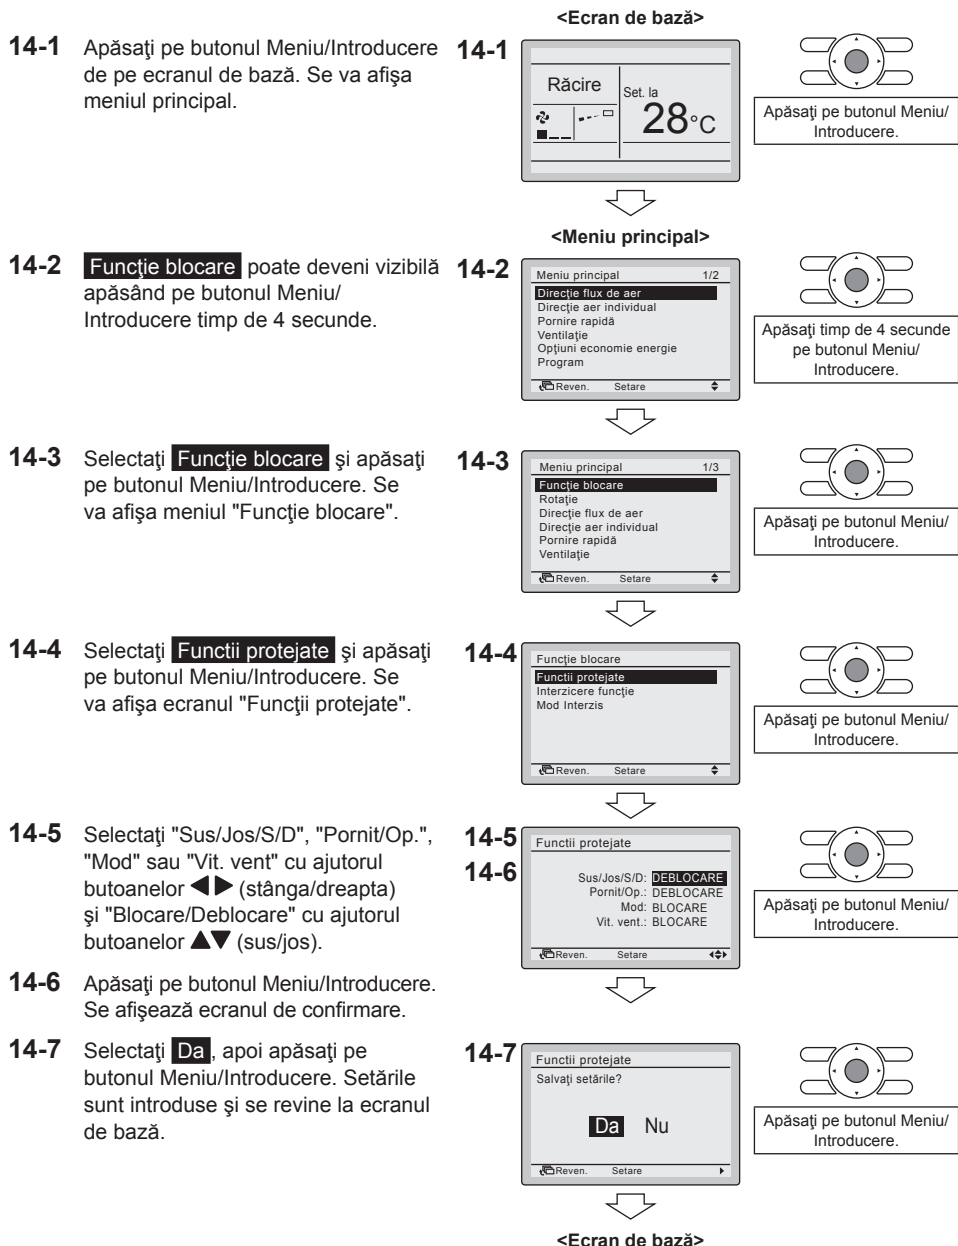 <Ecran de bază>
14-1 Apăsaţi pe butonul Meniu/Introducere
de pe ecranul de bază. Se va afişa
meniul principal.
14-1
Răcire
Set. la
28°C
Apăsaţi pe butonul Meniu/
Introducere.
<Meniu principal>
14-2 Funcţie blocare poate deveni vizibilă
apăsând pe butonul Meniu/
Introducere timp de 4 secunde.
14-2
Meniu principal 1/2
Direcţie flux de aer
Direcţie aer individual
Pornire rapidă
Ventilaţie
Opţiuni economie energie
Program
Reven. Setare
Apăsaţi timp de 4 secunde
pe butonul Meniu/
Introducere.
14-3 Selectaţi Funcţie blocare şi apăsaţi
pe butonul Meniu/Introducere. Se
va afişa meniul "Funcţie blocare".
14-3
Meniu principal 1/3
Funcţie blocare
Rotaţie
Direcţie flux de aer
Direcţie aer individual
Pornire rapidă
Ventilaţie
Reven. Setare
Apăsaţi pe butonul Meniu/
Introducere.
14-4 Selectaţi Functii protejate şi apăsaţi
pe butonul Meniu/Introducere. Se
va afişa ecranul "Funcţii protejate".
14-4
Funcţie blocare
Functii protejate
Interzicere funcţie
Mod Interzis
Reven. Setare
Apăsaţi pe butonul Meniu/
Introducere.
14-5 Selectaţi "Sus/Jos/S/D", "Pornit/Op.",
"Mod" sau "Vit. vent" cu ajutorul
butoanelor ◀▶ (stânga/dreapta)
şi "Blocare/Deblocare" cu ajutorul
butoanelor ▲▼ (sus/jos).
14-6 Apăsaţi pe butonul Meniu/Introducere.
Se afişează ecranul de confirmare.
14-5
14-6
Functii protejate
Sus/Jos/S/D: DEBLOCARE
Pornit/Op.: DEBLOCARE
Mod: BLOCARE
Vit. vent.: BLOCARE
Reven. Setare
Apăsaţi pe butonul Meniu/
Introducere.
14-7 Selectaţi Da, apoi apăsaţi pe
butonul Meniu/Introducere. Setările
sunt introduse şi se revine la ecranul
de bază.
14-7
Functii protejate
Salvaţi setările?
Da Nu
Reven. Setare
Apăsaţi pe butonul Meniu/
Introducere.
<Ecran de bază>